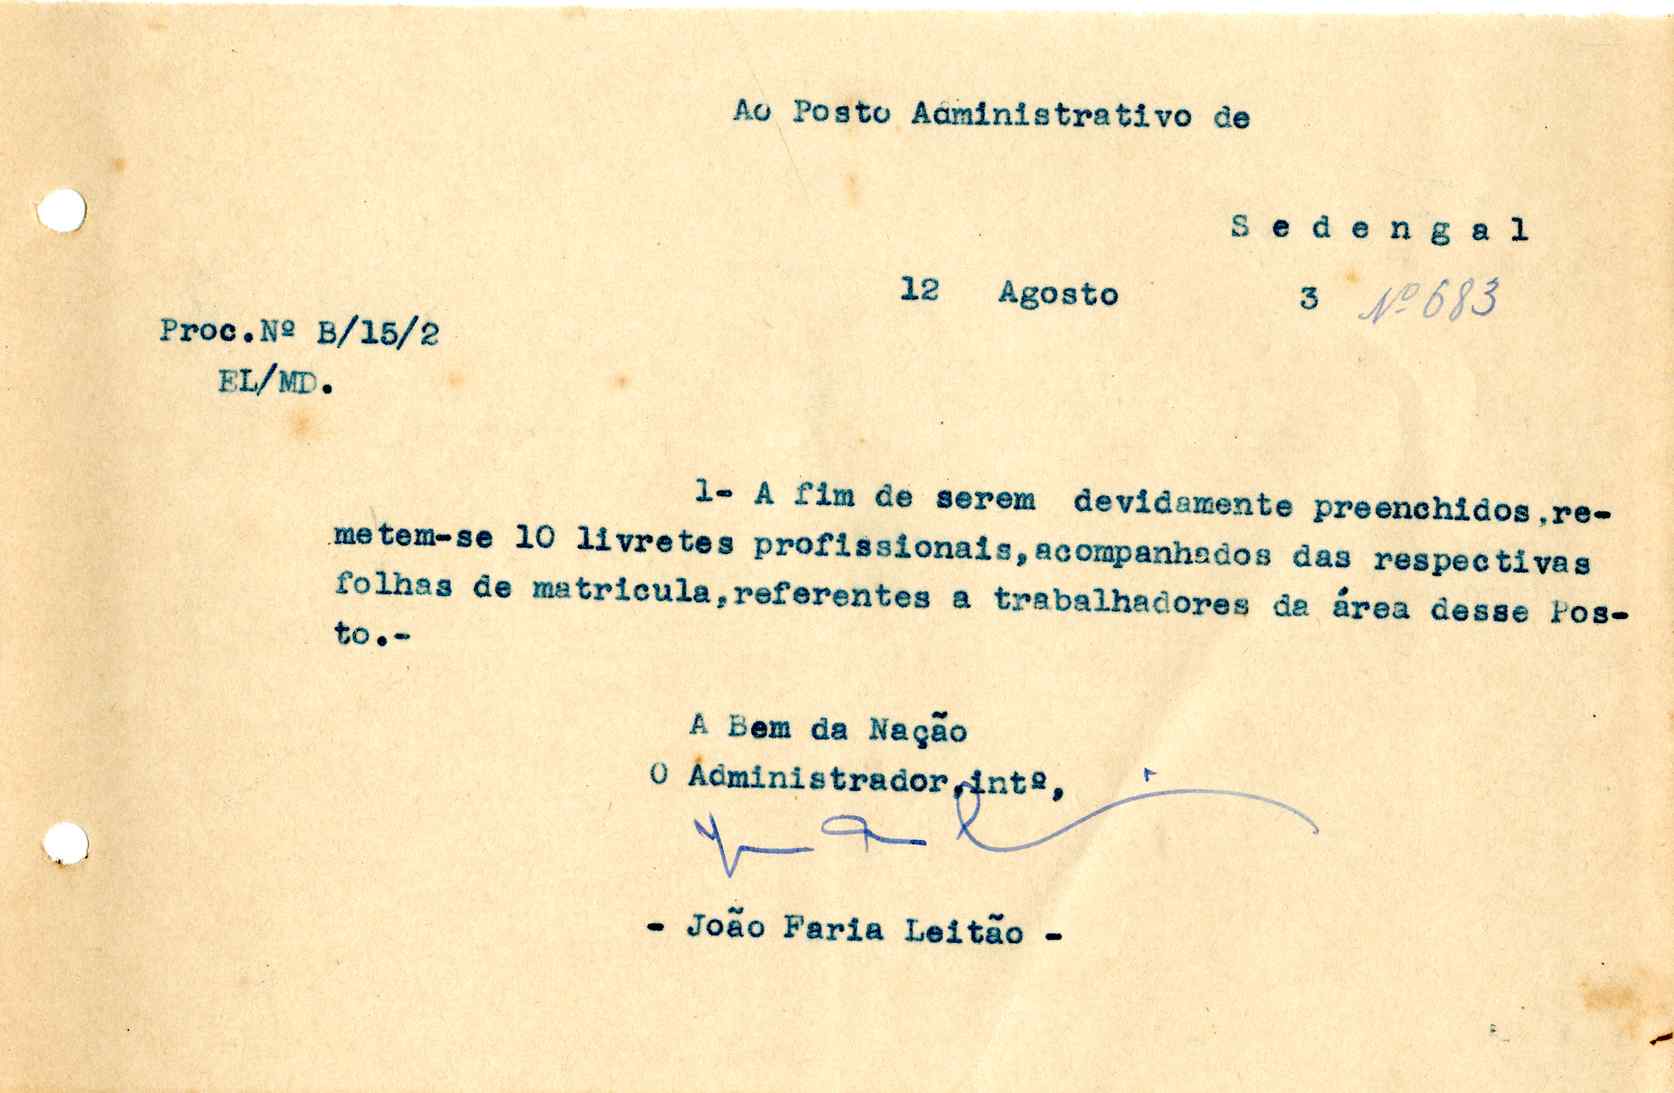 Ao Posto Administrativo de
S e d e n g a l
12 Agosto 3 Nº 683
Proc.Nº B/15/2
EL/MD.
1- A fim de serem devidamente preenchidos,re-
metem-se 10 livretes profissionais,acompanhados das respectivas
folhas de matricula,referentes a trabalhadores da área desse Pos-
to.-
A Bem da Nação
O Administrador,intº,
- João Faria Leitão -